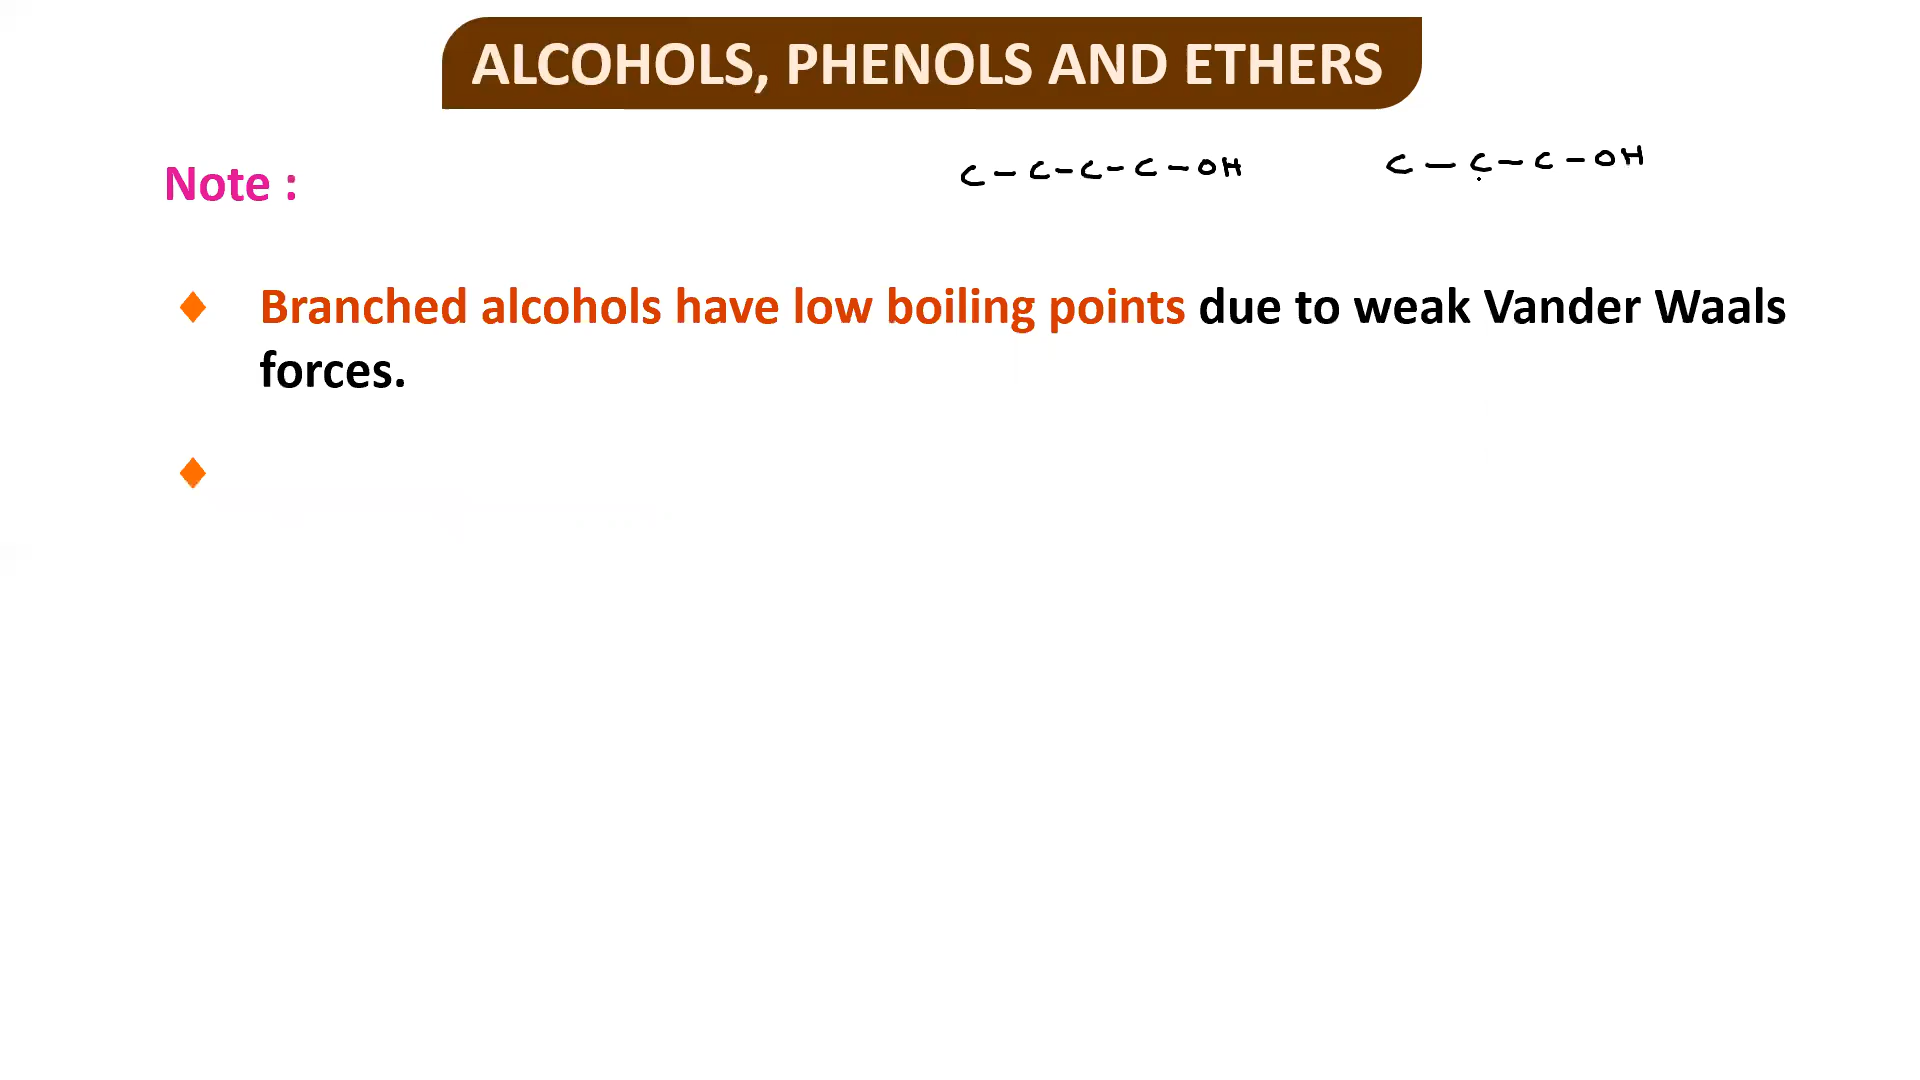 ALCOHOLS, PHENOLS AND ETHERS
C - C - C - C - OH
C - C - C - OH
Note :
Branched alcohols have low boiling points due to weak Vander Waals
forces.